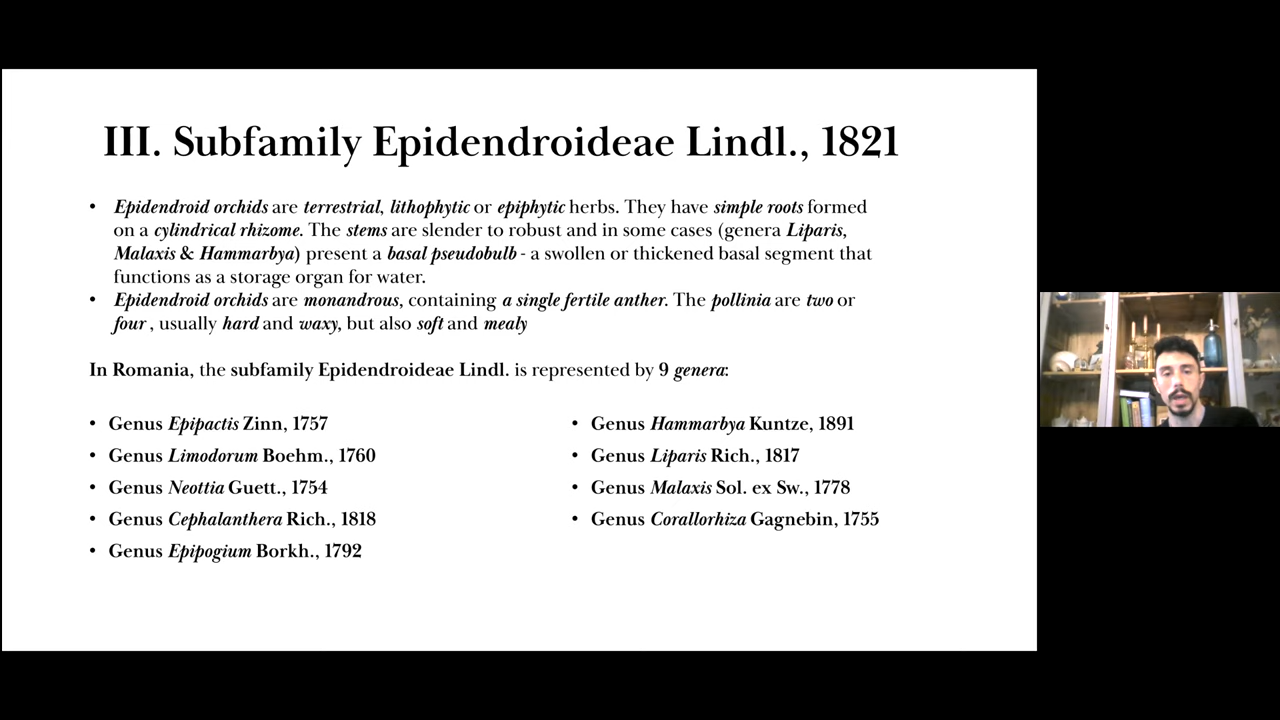 III. Subfamily Epidendroideae Lindl., 1821
• Epidendroid orchids are terrestrial, lithophytic or epiphytic herbs. They have simple roots formed
on a cylindrical rhizome. The stems are slender to robust and in some cases (genera Liparis,
Malaxis & Hammarbya) present a basal pseudobulb - a swollen or thickened basal segment that
functions as a storage organ for water.
• Epidendroid orchids are monandrous, containing a single fertile anther. The pollinia are two or
four , usually hard and waxy, but also soft and mealy
In Romania, the subfamily Epidendroideae Lindl. is represented by 9 genera:
• Genus Epipactis Zinn, 1757
• Genus Limodorum Boehm., 1760
• Genus Neottia Guett., 1754
• Genus Cephalanthera Rich., 1818
• Genus Epipogium Borkh., 1792
• Genus Hammarbya Kuntze, 1891
• Genus Liparis Rich., 1817
• Genus Malaxis Sol. ex Sw., 1778
• Genus Corallorhiza Gagnebin, 1755